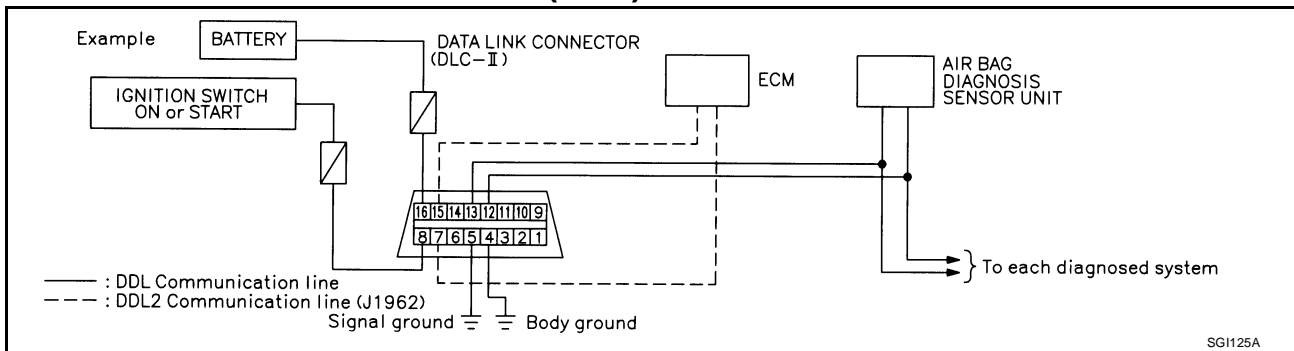 Example
BATTERY
DATA LINK CONNECTOR
(DLC-II)
IGNITION SWITCH
ON or START
ECM
AIR BAG
DIAGNOSIS
SENSOR UNIT
16 15 14 13 12 11 10 9
8 7 6 5 4 3 2 1
To each diagnosed system
: DDL Communication line
: DDL2 Communication line (J1962)
Signal ground
Body ground
SGI125A